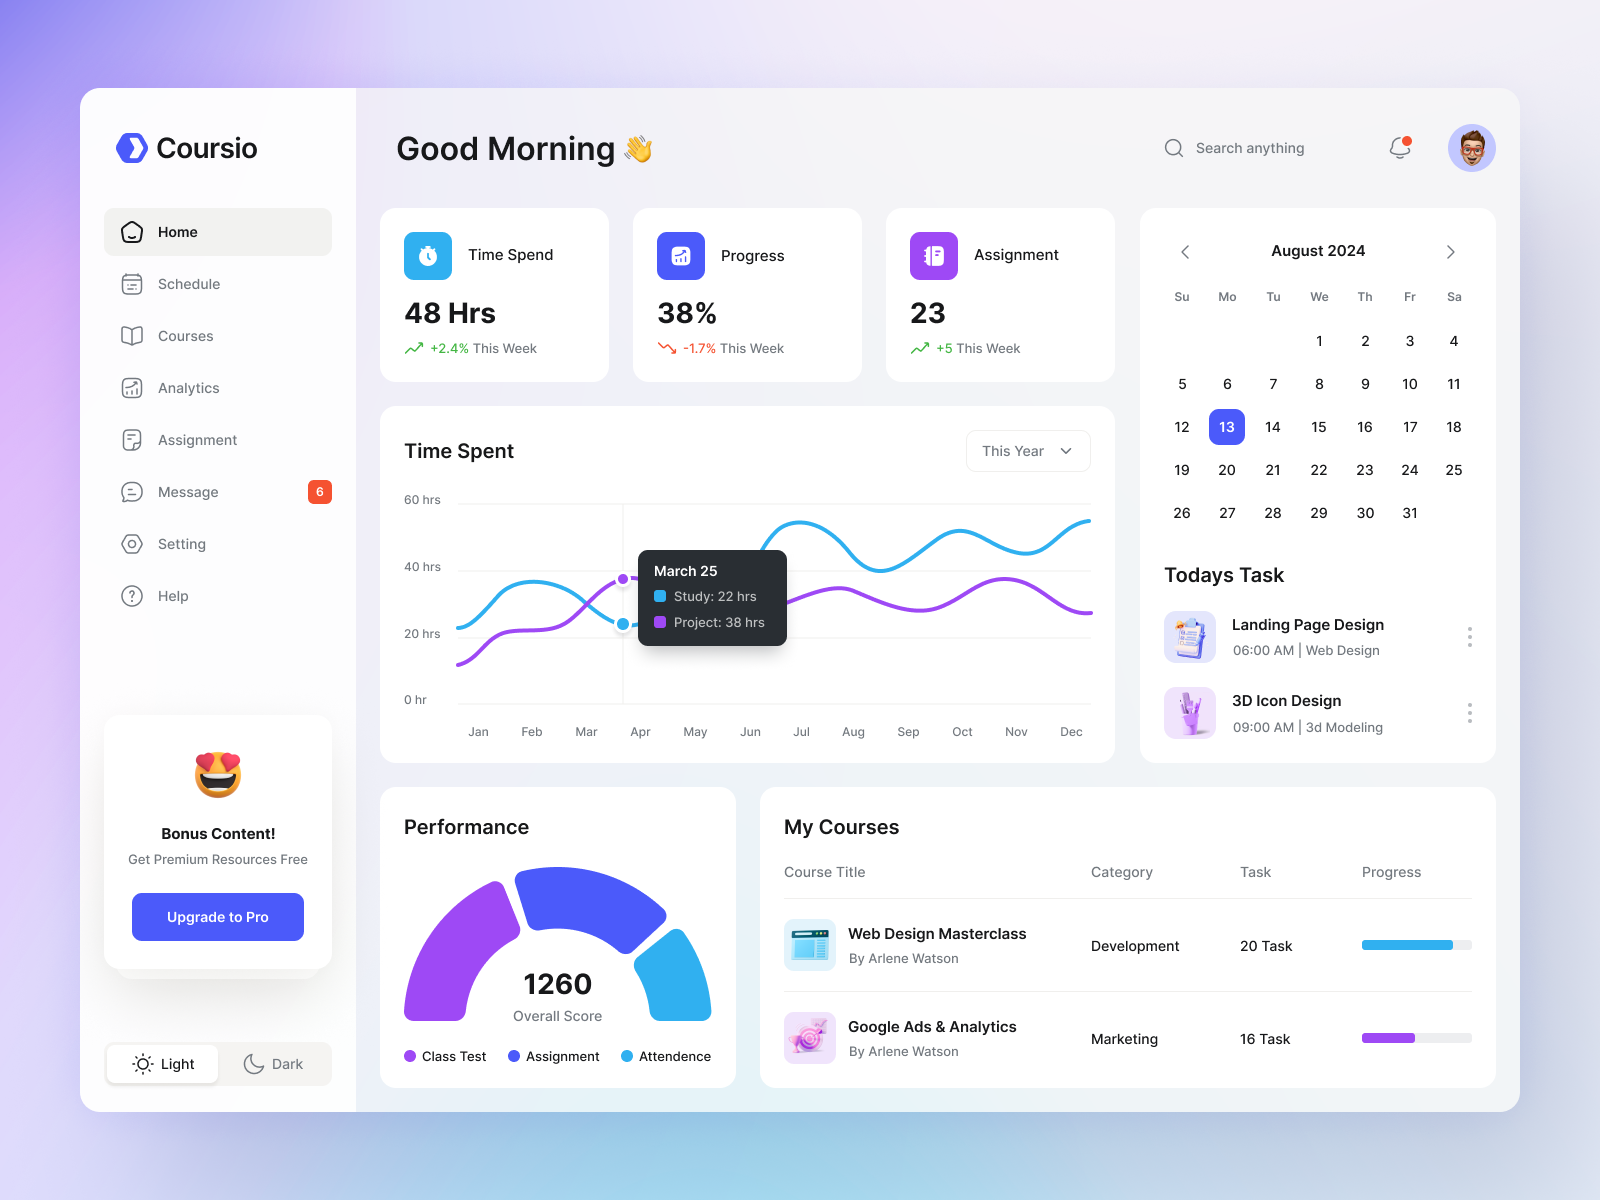 Coursio
Home
Schedule
Courses
Analytics
Assignment
Message 6
Setting
Help
Bonus Content!
Get Premium Resources Free
Upgrade to Pro
Light Dark
Good Morning 👋
Search anything
Time Spend
48 Hrs
+2.4% This Week
Progress
38%
-1.7% This Week
Assignment
23
+5 This Week
Time Spent
This Year
60 hrs
40 hrs
20 hrs
0 hr
March 25
Study: 22 hrs
Project: 38 hrs
Jan Feb Mar Apr May Jun Jul Aug Sep Oct Nov Dec
August 2024
Su Mo Tu We Th Fr Sa
1 2 3 4
5 6 7 8 9 10 11
12 13 14 15 16 17 18
19 20 21 22 23 24 25
26 27 28 29 30 31
Todays Task
Landing Page Design
06:00 AM | Web Design
3D Icon Design
09:00 AM | 3d Modeling
Performance
1260
Overall Score
Class Test Assignment Attendence
My Courses
Course Title Category Task Progress
Web Design Masterclass
By Arlene Watson
Development 20 Task
Google Ads & Analytics
By Arlene Watson
Marketing 16 Task